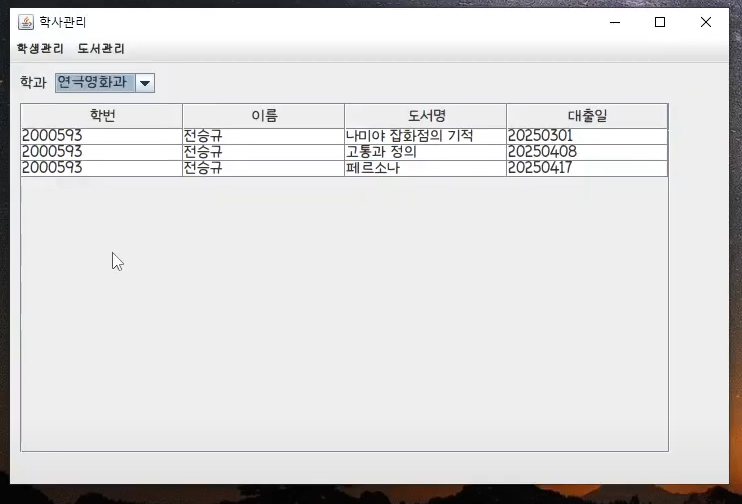 학사관리
학생관리 도서관리
학과 연극영화과
학번 이름 도서명 대출일
2000593 전승규 나미야 잡화점의 기적 20250301
2000593 전승규 고통과 정의 20250408
2000593 전승규 페르소나 20250417